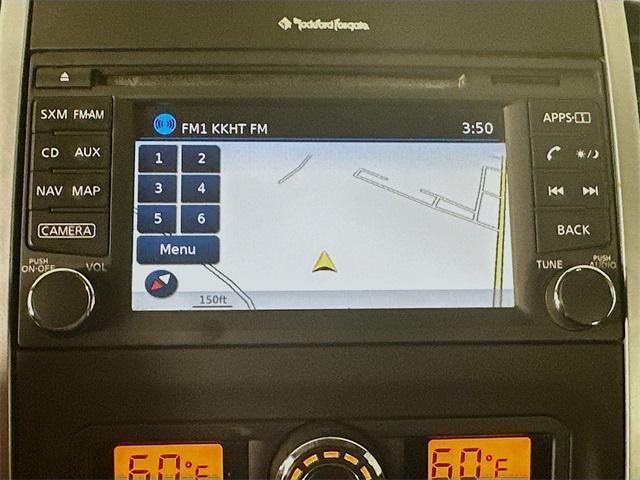 Rockford Fosgate
SXM FM·AM
CD AUX
NAV MAP
CAMERA
PUSH
ON·OFF
VOL
FM1 KKHT FM
3:50
1 2
3 4
5 6
Menu
150ft
APPS·
BACK
TUNE
PUSH
AUDIO
60°F
60°F